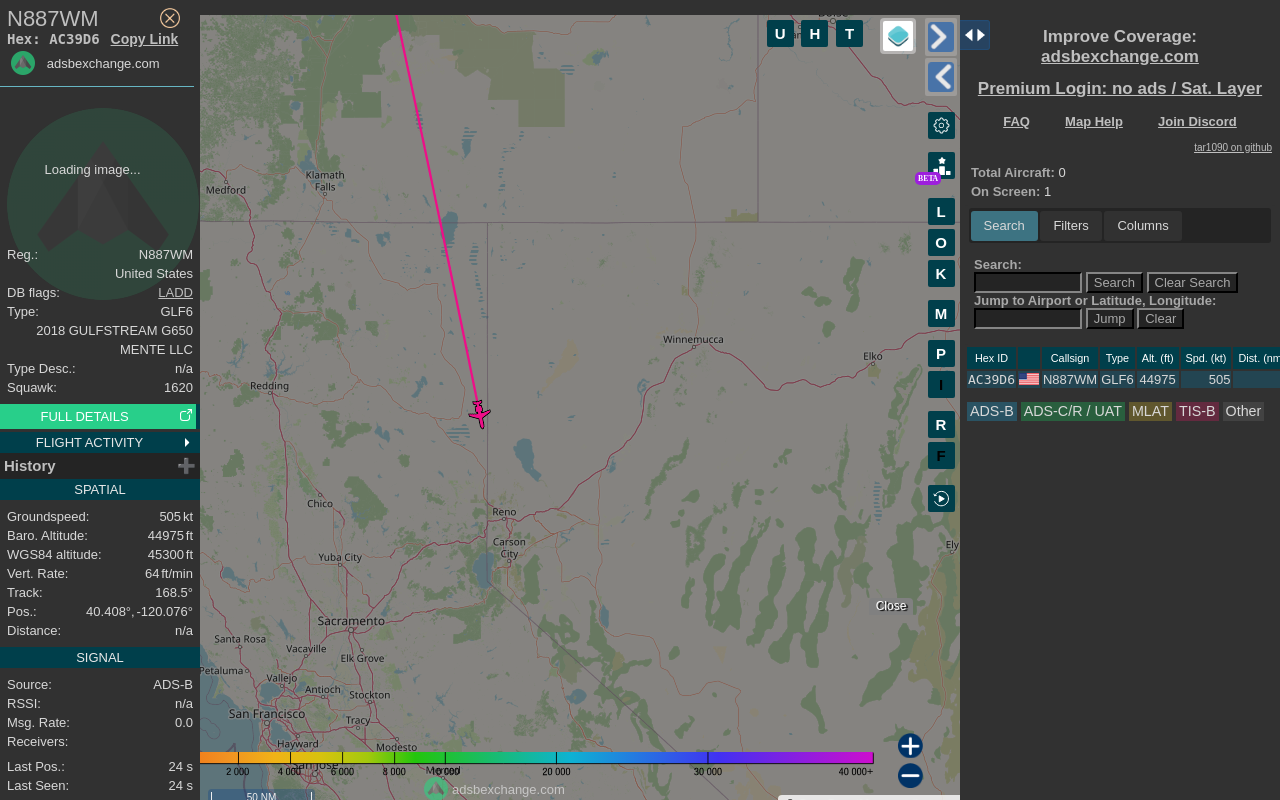 N887WM
Hex: AC39D6 Copy Link
adsbexchange.com
Loading image...
Reg.: N887WM
United States
DB flags: LADD
Type: GLF6
2018 GULFSTREAM G650
MENTE LLC
Type Desc.: n/a
Squawk: 1620
FULL DETAILS
FLIGHT ACTIVITY
History
SPATIAL
Groundspeed: 505 kt
Baro. Altitude: 44975 ft
WGS84 altitude: 45300 ft
Vert. Rate: 64 ft/min
Track: 168.5°
Pos.: 40.408°, -120.076°
Distance: n/a
SIGNAL
Source: ADS-B
RSSI: n/a
Msg. Rate: 0.0
Receivers:
Last Pos.: 24 s
Last Seen: 24 s
U H T
Medford
Klamath
Falls
Redding
Winnemucca
Elko
Chico
Reno
Yuba City
Carson
City
Ely
Sacramento
Santa Rosa
Vacaville
Elk Grove
Petaluma
Vallejo
Antioch
Stockton
San Francisco
Tracy
Hayward
Modesto
San Jose
Merced
BETA
L
O
K
M
P
I
R
F
Close
2 000 4 000 6 000 8 000 10 000 20 000 30 000 40 000+
adsbexchange.com
50 NM
Improve Coverage:
adsbexchange.com
Premium Login: no ads / Sat. Layer
FAQ Map Help Join Discord
tar1090 on github
Total Aircraft: 0
On Screen: 1
Search Filters Columns
Search:
Search Clear Search
Jump to Airport or Latitude, Longitude:
Jump Clear
Hex ID Callsign Type Alt. (ft) Spd. (kt) Dist. (nm
AC39D6 N887WM GLF6 44975 505
ADS-B ADS-C/R / UAT MLAT TIS-B Other